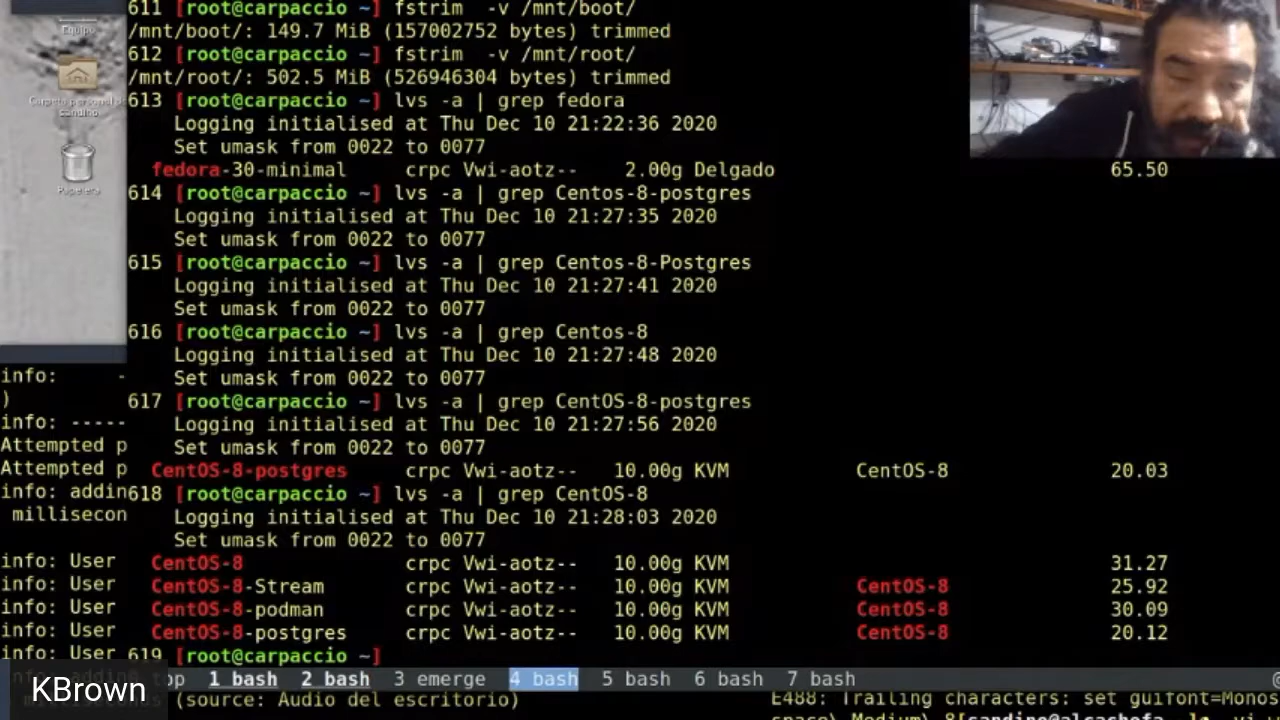 Equipo
Carpeta personal de
sandino
Papelera
611 [root@carpaccio ~] fstrim  -v /mnt/boot/
/mnt/boot/: 149.7 MiB (157002752 bytes) trimmed
612 [root@carpaccio ~] fstrim  -v /mnt/root/
/mnt/root/: 502.5 MiB (526946304 bytes) trimmed
613 [root@carpaccio ~] lvs -a | grep fedora
Logging initialised at Thu Dec 10 21:22:36 2020
Set umask from 0022 to 0077
fedora-30-minimal crpc Vwi-aotz-- 2.00g Delgado 65.50
614 [root@carpaccio ~] lvs -a | grep Centos-8-postgres
Logging initialised at Thu Dec 10 21:27:35 2020
Set umask from 0022 to 0077
615 [root@carpaccio ~] lvs -a | grep Centos-8-Postgres
Logging initialised at Thu Dec 10 21:27:41 2020
Set umask from 0022 to 0077
616 [root@carpaccio ~] lvs -a | grep Centos-8
Logging initialised at Thu Dec 10 21:27:48 2020
Set umask from 0022 to 0077
617 [root@carpaccio ~] lvs -a | grep CentOS-8-postgres
Logging initialised at Thu Dec 10 21:27:56 2020
Set umask from 0022 to 0077
CentOS-8-postgres crpc Vwi-aotz-- 10.00g KVM CentOS-8 20.03
618 [root@carpaccio ~] lvs -a | grep CentOS-8
Logging initialised at Thu Dec 10 21:28:03 2020
Set umask from 0022 to 0077
CentOS-8 crpc Vwi-aotz-- 10.00g KVM 31.27
CentOS-8-Stream crpc Vwi-aotz-- 10.00g KVM CentOS-8 25.92
CentOS-8-podman crpc Vwi-aotz-- 10.00g KVM CentOS-8 30.09
CentOS-8-postgres crpc Vwi-aotz-- 10.00g KVM CentOS-8 20.12
619 [root@carpaccio ~]
info: -
)
info: -----
Attempted p
Attempted p
info: addin
millisecon
info: User
info: User
info: User
info: User
info: User
op 1 bash 2 bash 3 emerge 4 bash 5 bash 6 bash 7 bash
KBrown
(source: Audio del escritorio)
E488: Trailing characters: set guifont=Monos